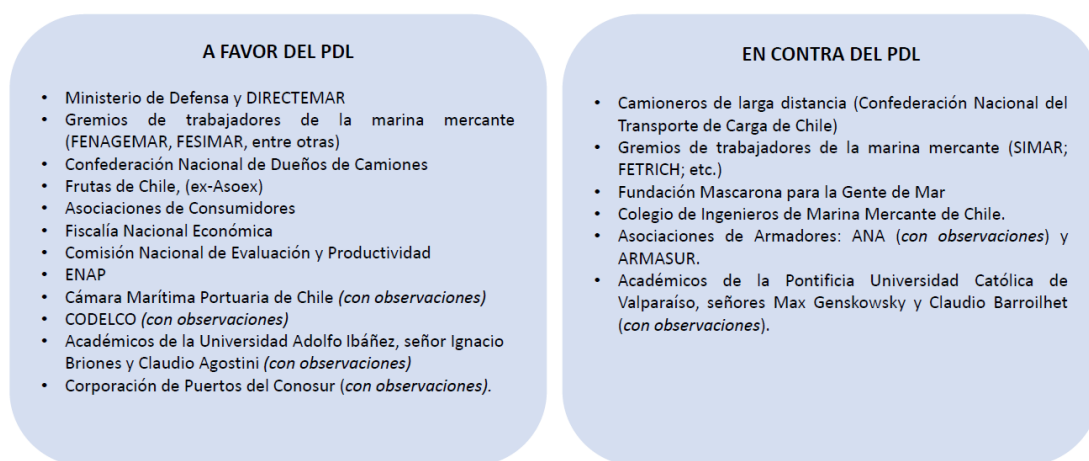 A FAVOR DEL PDL
• Ministerio de Defensa y DIRECTEMAR
• Gremios de trabajadores de la marina mercante
(FENAGEMAR, FESIMAR, entre otras)
• Confederación Nacional de Dueños de Camiones
• Frutas de Chile, (ex-Asoex)
• Asociaciones de Consumidores
• Fiscalía Nacional Económica
• Comisión Nacional de Evaluación y Productividad
• ENAP
• Cámara Marítima Portuaria de Chile (con observaciones)
• CODELCO (con observaciones)
• Académicos de la Universidad Adolfo Ibáñez, señor Ignacio
Briones y Claudio Agostini (con observaciones)
• Corporación de Puertos del Conosur (con observaciones).
EN CONTRA DEL PDL
• Camioneros de larga distancia (Confederación Nacional del
Transporte de Carga de Chile)
• Gremios de trabajadores de la marina mercante (SIMAR;
FETRICH; etc.)
• Fundación Mascarona para la Gente de Mar
• Colegio de Ingenieros de Marina Mercante de Chile.
• Asociaciones de Armadores: ANA (con observaciones) y
ARMASUR.
• Académicos de la Pontificia Universidad Católica de
Valparaíso, señores Max Genskowsky y Claudio Barroilhet
(con observaciones).